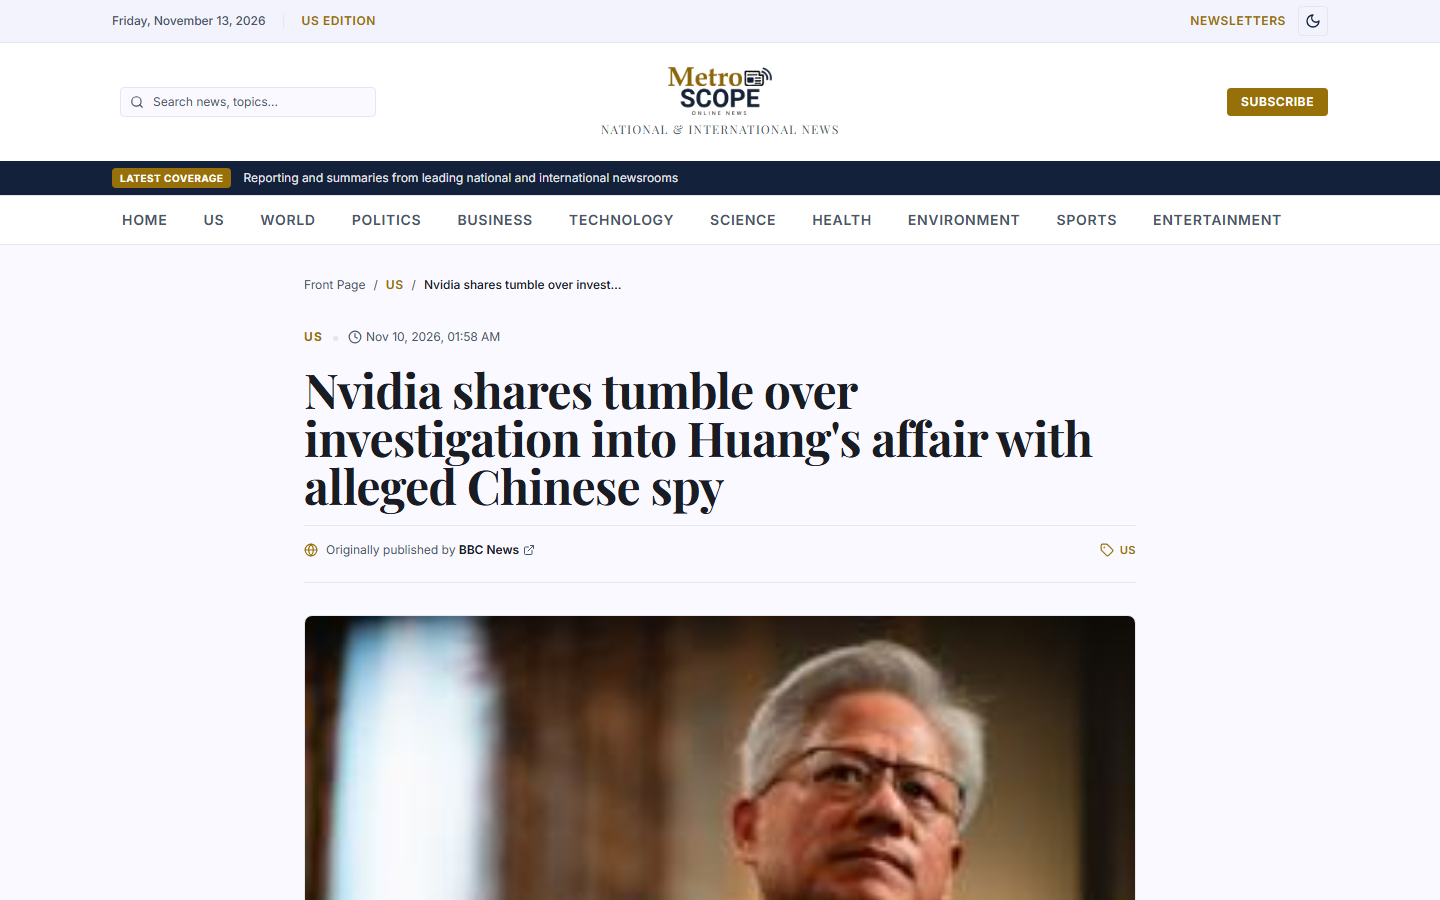 Friday, November 13, 2026
US EDITION
NEWSLETTERS
Search news, topics...
Metro
SCOPE
ONLINE NEWS
NATIONAL & INTERNATIONAL NEWS
SUBSCRIBE
LATEST COVERAGE
Reporting and summaries from leading national and international newsrooms
HOME
US
WORLD
POLITICS
BUSINESS
TECHNOLOGY
SCIENCE
HEALTH
ENVIRONMENT
SPORTS
ENTERTAINMENT
Front Page / US / Nvidia shares tumble over invest...
US
Nov 10, 2026, 01:58 AM
Nvidia shares tumble over
investigation into Huang's affair with
alleged Chinese spy
Originally published by BBC News
US